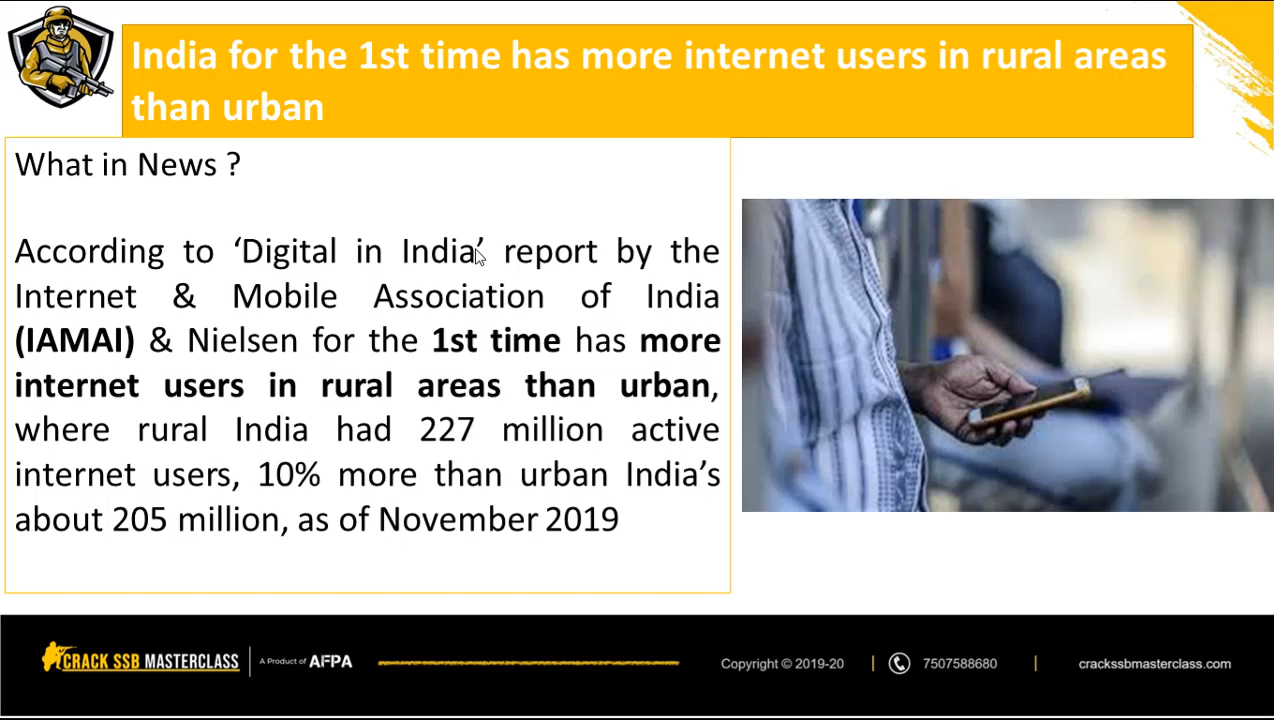 India for the 1st time has more internet users in rural areas
than urban
What in News ?
According to ‘Digital in India’ report by the
Internet & Mobile Association of India
(IAMAI) & Nielsen for the 1st time has more
internet users in rural areas than urban,
where rural India had 227 million active
internet users, 10% more than urban India’s
about 205 million, as of November 2019
CRACK SSB MASTERCLASS A Product of AFPA Copyright © 2019-20 7507588680 crackssbmasterclass.com